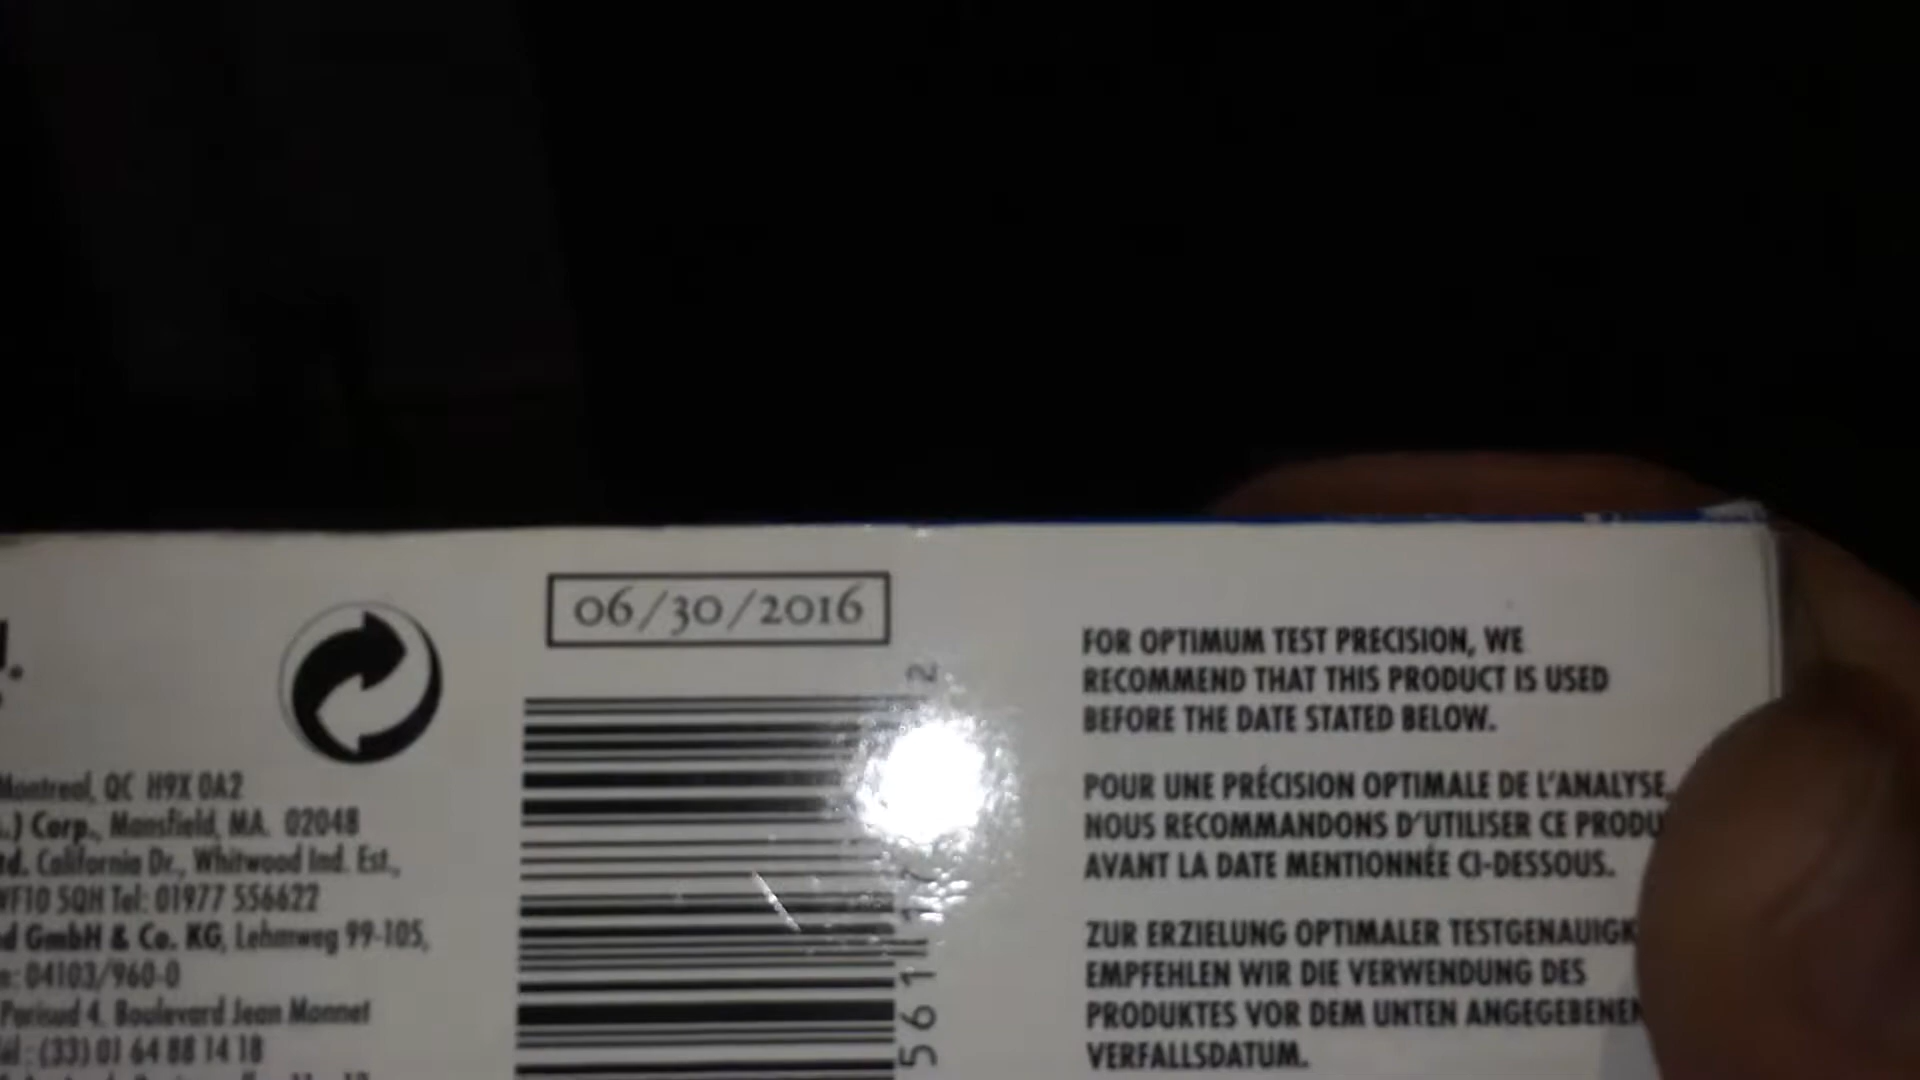 Montreal, QC H9X 0A2
.) Corp., Mansfield, MA. 02048
td. California Dr., Whitwood Ind. Est.,
WF10 5QH Tel: 01977 556622
d GmbH & Co. KG, Lehmweg 99-105,
n: 04103/960-0
Parisud 4. Boulevard Jean Monnet
él : (33) 01 64 88 14 18
06/30/2016
2
561
FOR OPTIMUM TEST PRECISION, WE
RECOMMEND THAT THIS PRODUCT IS USED
BEFORE THE DATE STATED BELOW.
POUR UNE PRÉCISION OPTIMALE DE L'ANALYSE,
NOUS RECOMMANDONS D'UTILISER CE PRODU
AVANT LA DATE MENTIONNÉE CI-DESSOUS.
ZUR ERZIELUNG OPTIMALER TESTGENAUIGK
EMPFEHLEN WIR DIE VERWENDUNG DES
PRODUKTES VOR DEM UNTEN ANGEGEBENEN
VERFALLSDATUM.